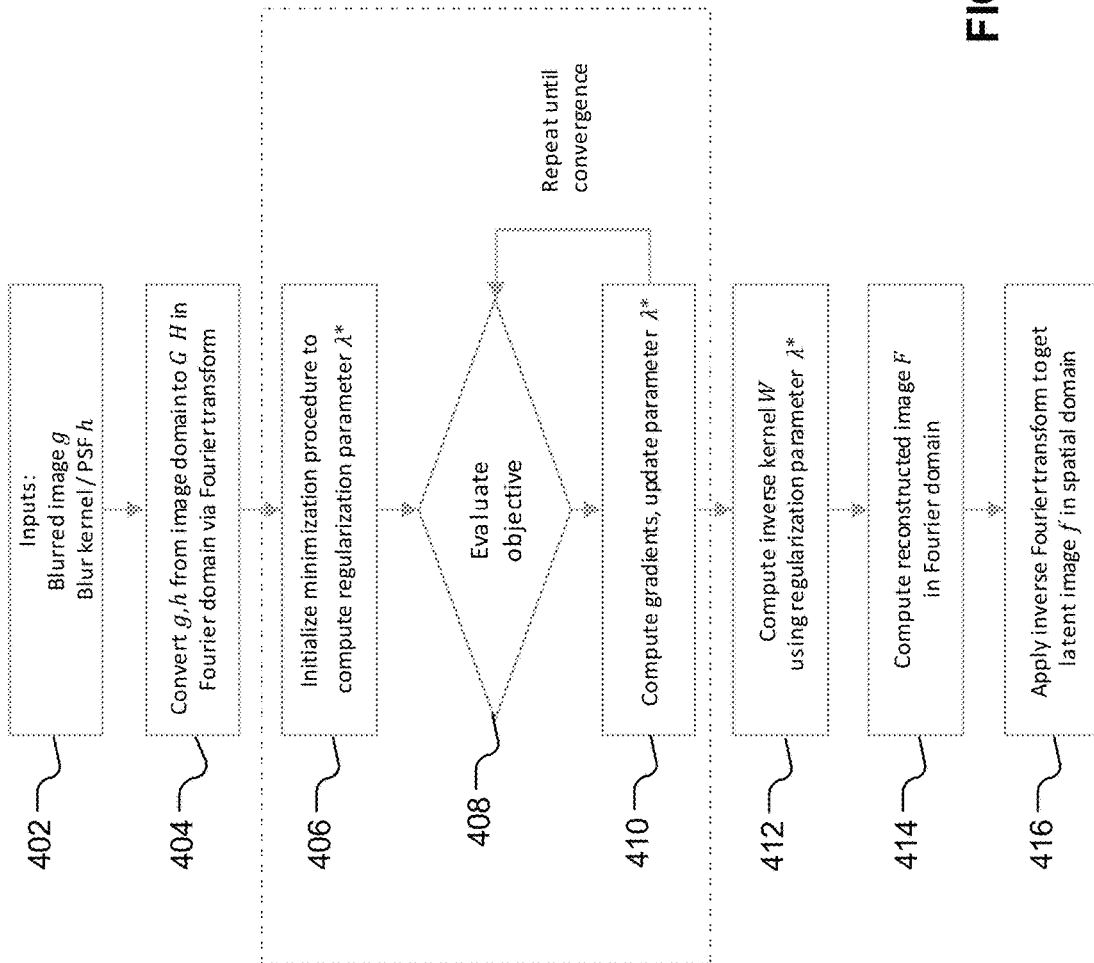 402
Inputs:
Blurred image g
Blur kernel / PSF h
404
Convert g,h from image domain to G H in
Fourier domain via Fourier transform
406
Initialize minimization procedure to
compute regularization parameter λ*
408
Evaluate
objective
Repeat until
convergence
410
Compute gradients, update parameter λ*
412
Compute inverse kernel W
using regularization parameter λ*
414
Compute reconstructed image F
in Fourier domain
416
Apply inverse Fourier transform to get
latent image f in spatial domain